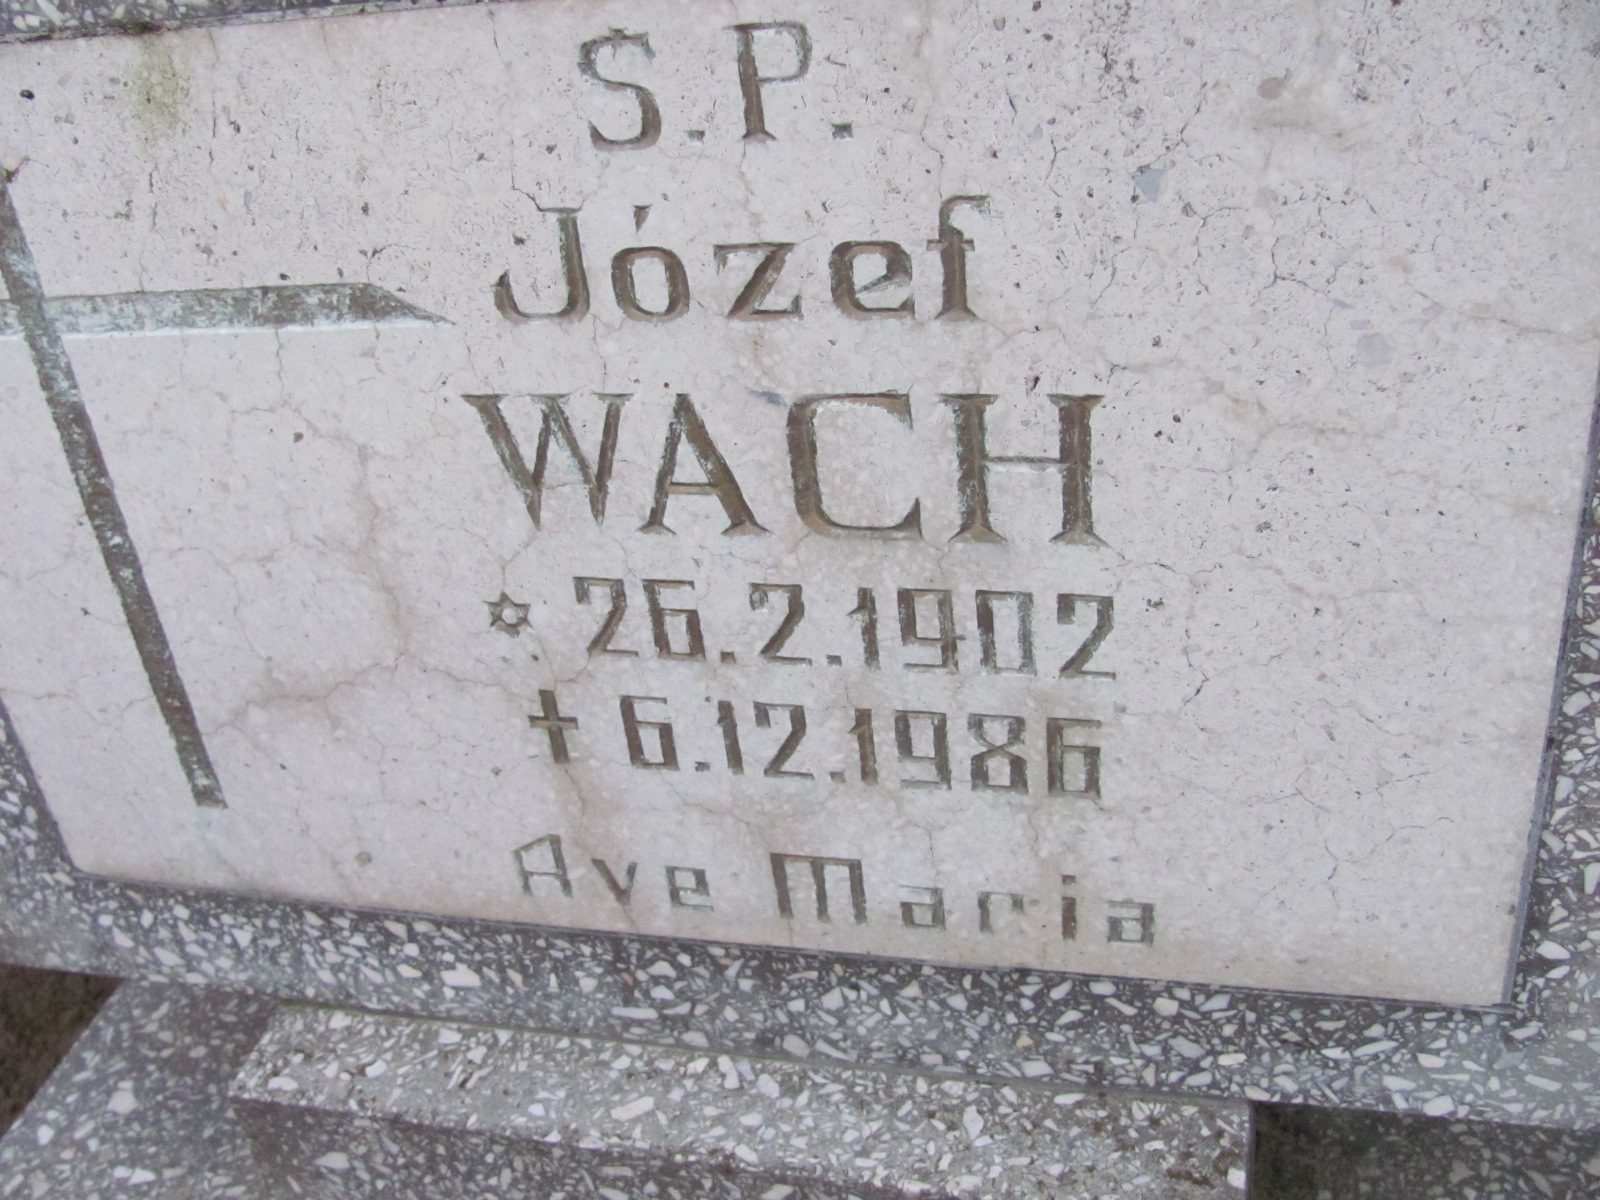 Ś.P.
Józef
WACH
* 26.2.1902
† 6.12.1986
Ave Maria